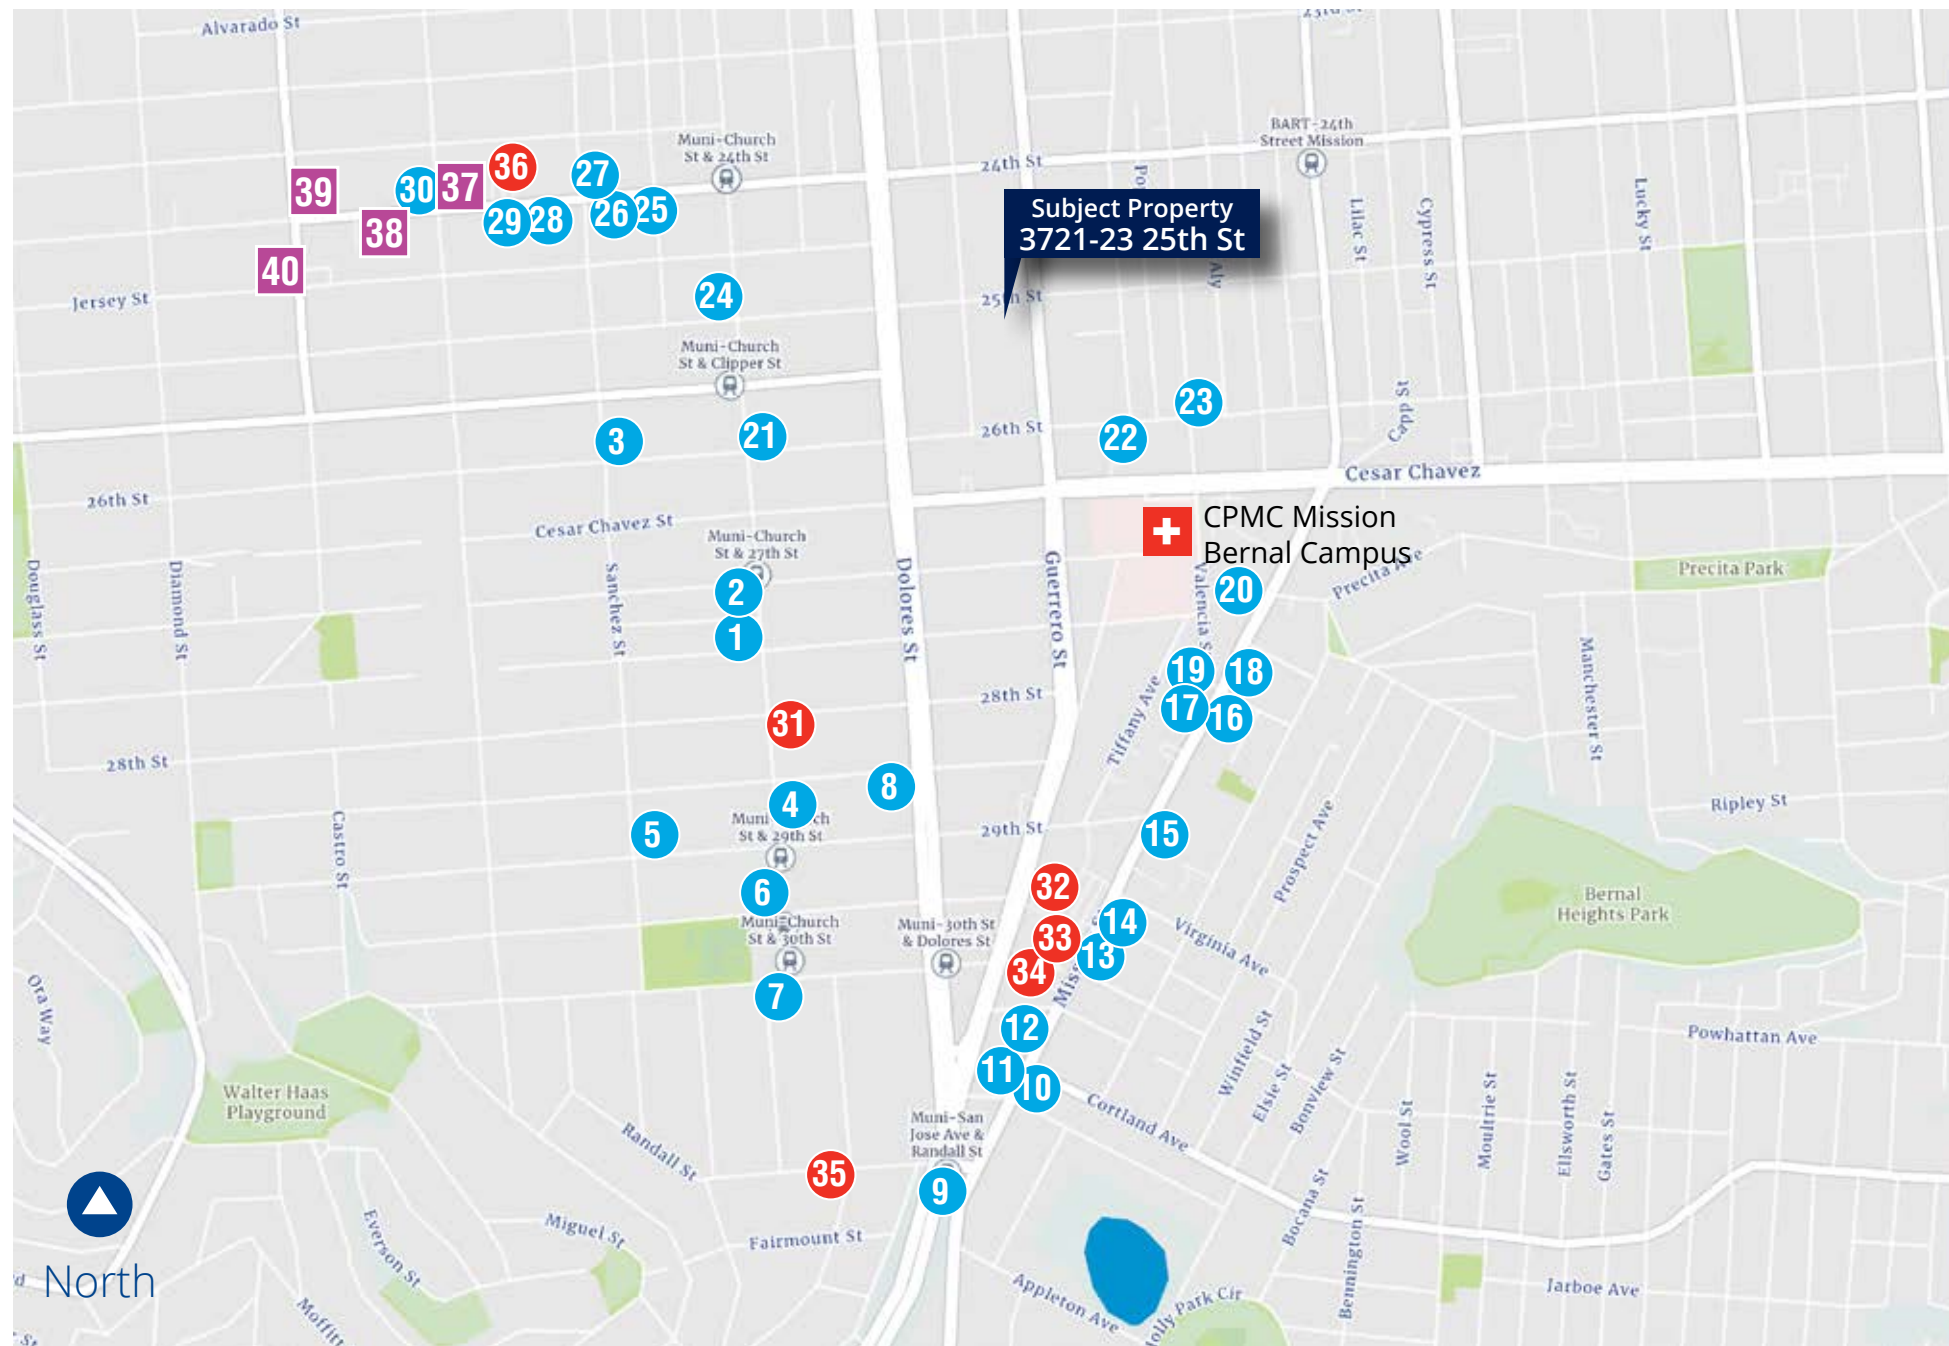 Alvarado St
Muni-Church
St & 24th St
BART-24th
Street Mission
24th St
39
30
37
36
27
38
29
28
26
25
40
Subject Property
3721-23 25th St
Aly
Lilac St
Cypress St
Lucky St
Jersey St
24
25th St
Muni-Church
St & Clipper St
3
21
26th St
22
23
Capp St
Cesar Chavez
26th St
Cesar Chavez St
Muni-Church
St & 27th St
CPMC Mission
Bernal Campus
Precita Ave
Precita Park
Douglass St
Diamond St
Sanchez St
Dolores St
Guerrero St
Valencia S
2
1
20
19
18
17
16
Tiffany Ave
Manchester St
28th St
31
28th St
4
8
5
Muni
ch
St & 29th St
29th St
15
Ripley St
Castro St
Prospect Ave
6
32
Muni-Church
St & 30th St
Muni-30th St
& Dolores St
33
14
13
34
Miss
Virginia Ave
Bernal
Heights Park
7
12
11
10
Ora Way
Walter Haas
Playground
Powhattan Ave
Winfield St
Elsie St
Bonview St
Cortland Ave
Wool St
Moultrie St
Ellsworth St
Gates St
Muni-San
Jose Ave &
Randall St
Randall St
35
9
Everson St
Miguel St
Fairmount St
Bocana St
Bennington St
North
Moffitt
Appleton Ave
olly Park Cir
Jarboe Ave